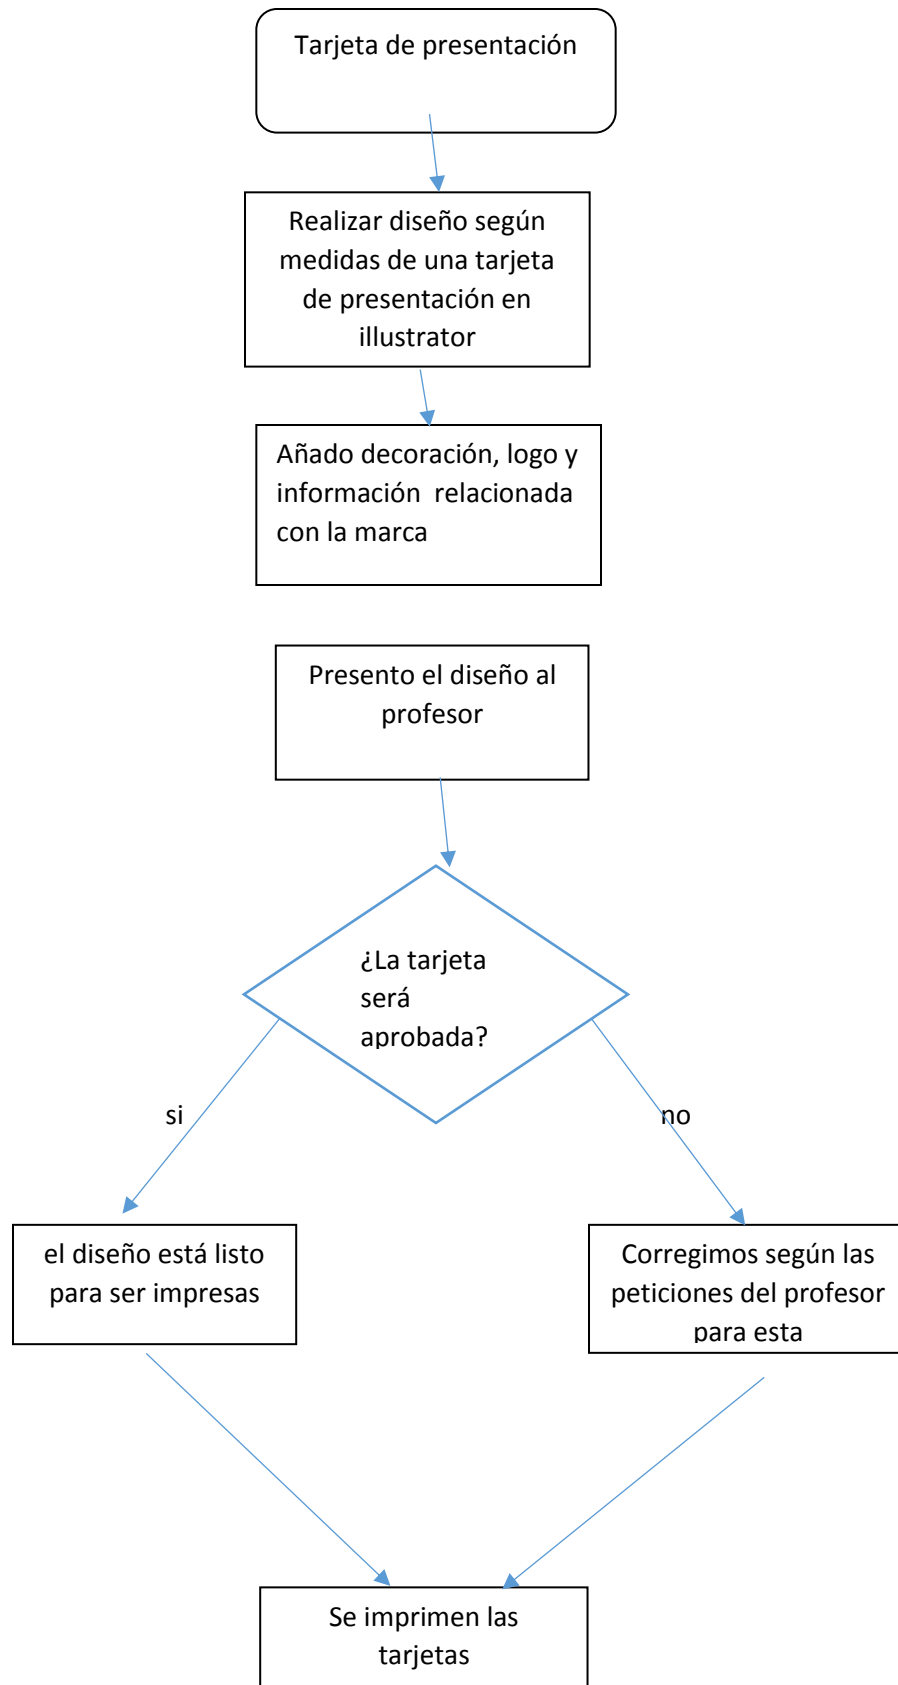 Tarjeta de presentación
Realizar diseño según
medidas de una tarjeta
de presentación en
illustrator
Añado decoración, logo y
información  relacionada
con la marca
Presento el diseño al
profesor
¿La tarjeta
será
aprobada?
si
no
el diseño está listo
para ser impresas
Corregimos según las
peticiones del profesor
para esta
Se imprimen las
tarjetas